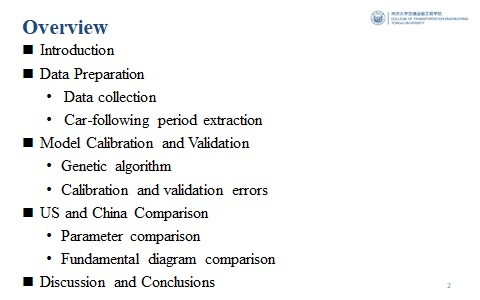 Overview
同济大学交通运输工程学院
COLLEGE OF TRANSPORTATION ENGINEERING
TONGJI UNIVERSITY
■ Introduction
■ Data Preparation
• Data collection
• Car-following period extraction
■ Model Calibration and Validation
• Genetic algorithm
• Calibration and validation errors
■ US and China Comparison
• Parameter comparison
• Fundamental diagram comparison
■ Discussion and Conclusions
2